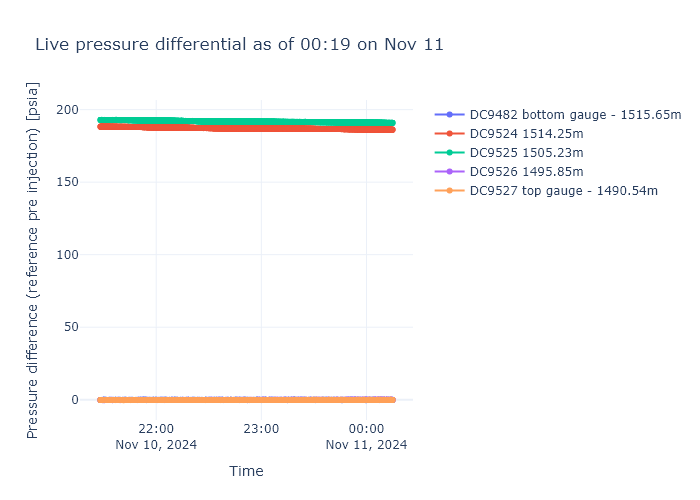 Live pressure differential as of 00:19 on Nov 11
Pressure difference (reference pre injection) [psia]
200
150
100
50
0
22:00
Nov 10, 2024
23:00
00:00
Nov 11, 2024
Time
DC9482 bottom gauge - 1515.65m
DC9524 1514.25m
DC9525 1505.23m
DC9526 1495.85m
DC9527 top gauge - 1490.54m